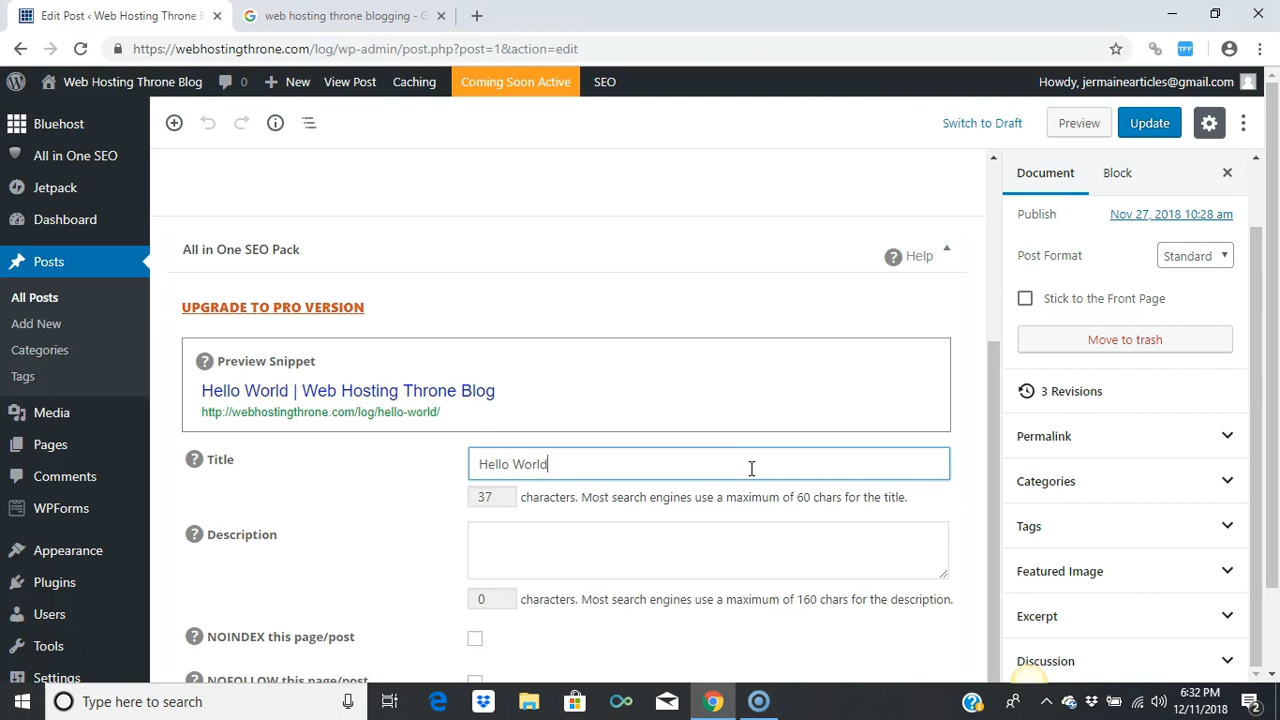 Edit Post ‹ Web Hosting Throne B
web hosting throne blogging - G
https://webhostingthrone.com/log/wp-admin/post.php?post=1&action=edit
TFF
Web Hosting Throne Blog
0
New
View Post
Caching
Coming Soon Active
SEO
Howdy, jermainearticles@gmail.com
Bluehost
All in One SEO
Jetpack
Dashboard
Posts
All Posts
Add New
Categories
Tags
Media
Pages
Comments
WPForms
Appearance
Plugins
Users
Tools
Settings
Switch to Draft
Preview
Update
All in One SEO Pack
Help
UPGRADE TO PRO VERSION
Preview Snippet
Hello World | Web Hosting Throne Blog
http://webhostingthrone.com/log/hello-world/
Title
Hello World
37 characters. Most search engines use a maximum of 60 chars for the title.
Description
0 characters. Most search engines use a maximum of 160 chars for the description.
NOINDEX this page/post
NOFOLLOW this page/post
Document
Block
Publish
Nov 27, 2018 10:28 am
Post Format
Standard
Stick to the Front Page
Move to trash
3 Revisions
Permalink
Categories
Tags
Featured Image
Excerpt
Discussion
Type here to search
6:32 PM
12/11/2018
2